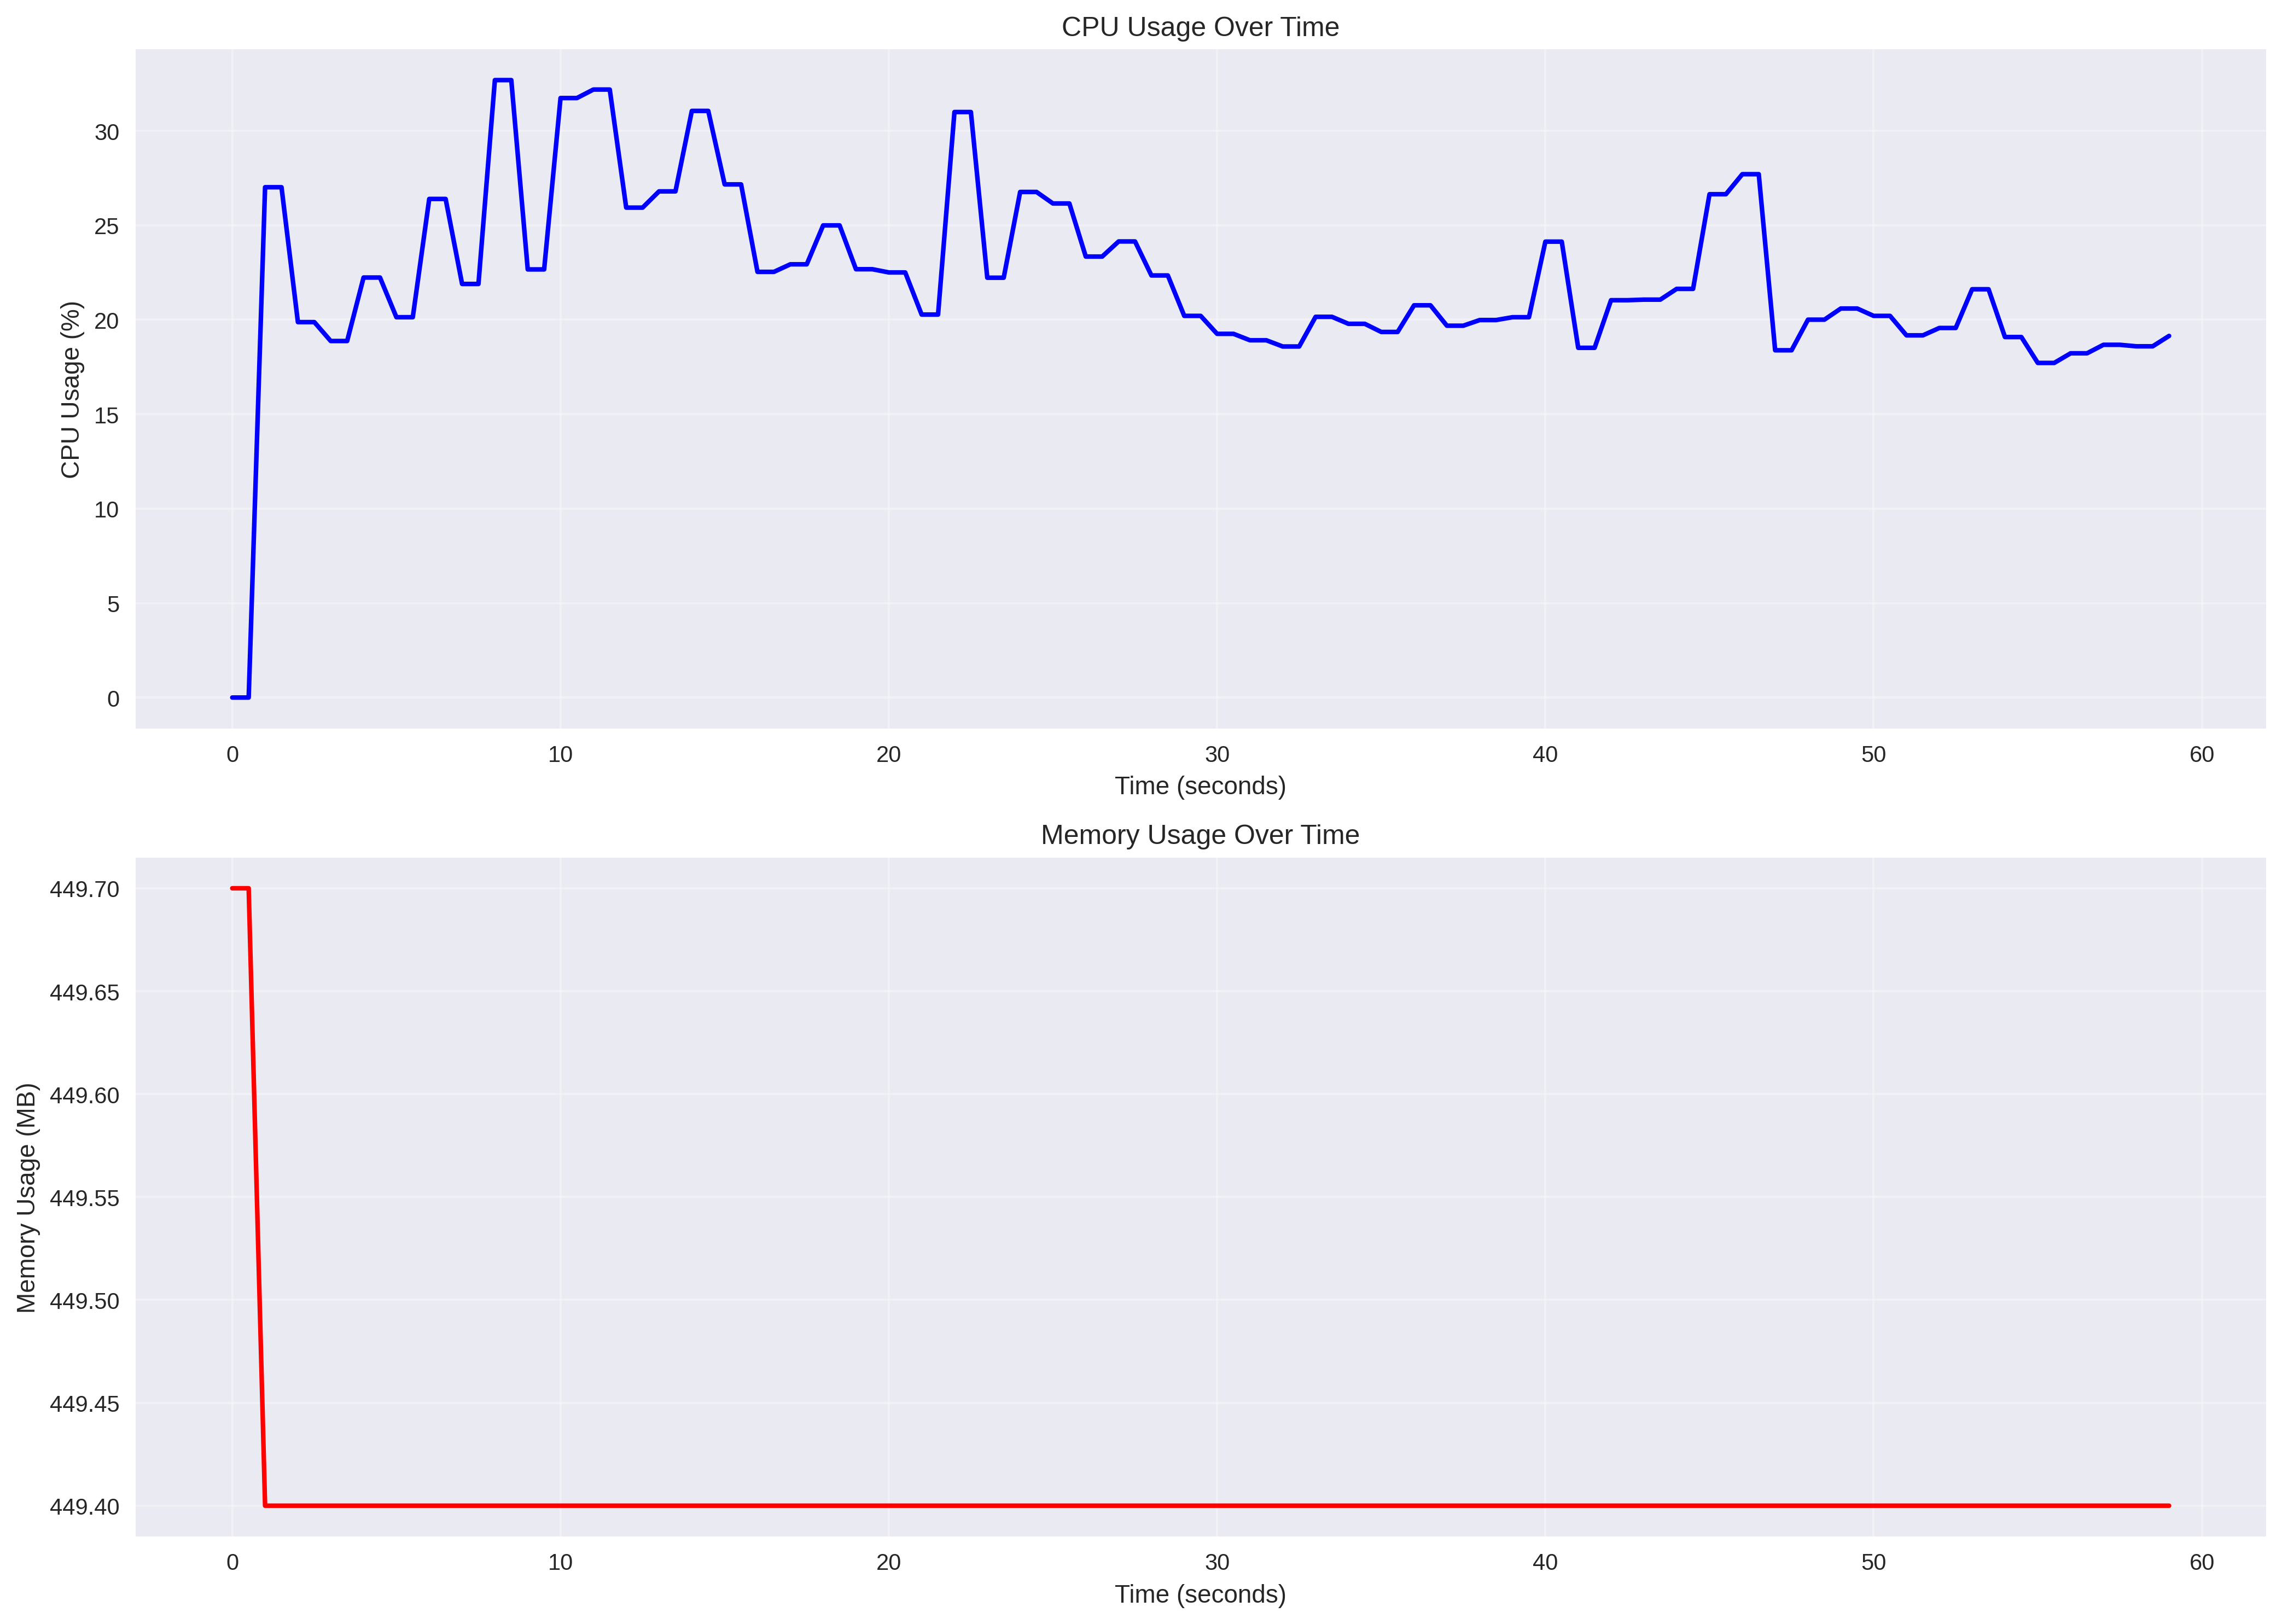 CPU Usage Over Time
CPU Usage (%)
30
25
20
15
10
5
0
0 10 20 30 40 50 60
Time (seconds)
Memory Usage Over Time
Memory Usage (MB)
449.70
449.65
449.60
449.55
449.50
449.45
449.40
0 10 20 30 40 50 60
Time (seconds)